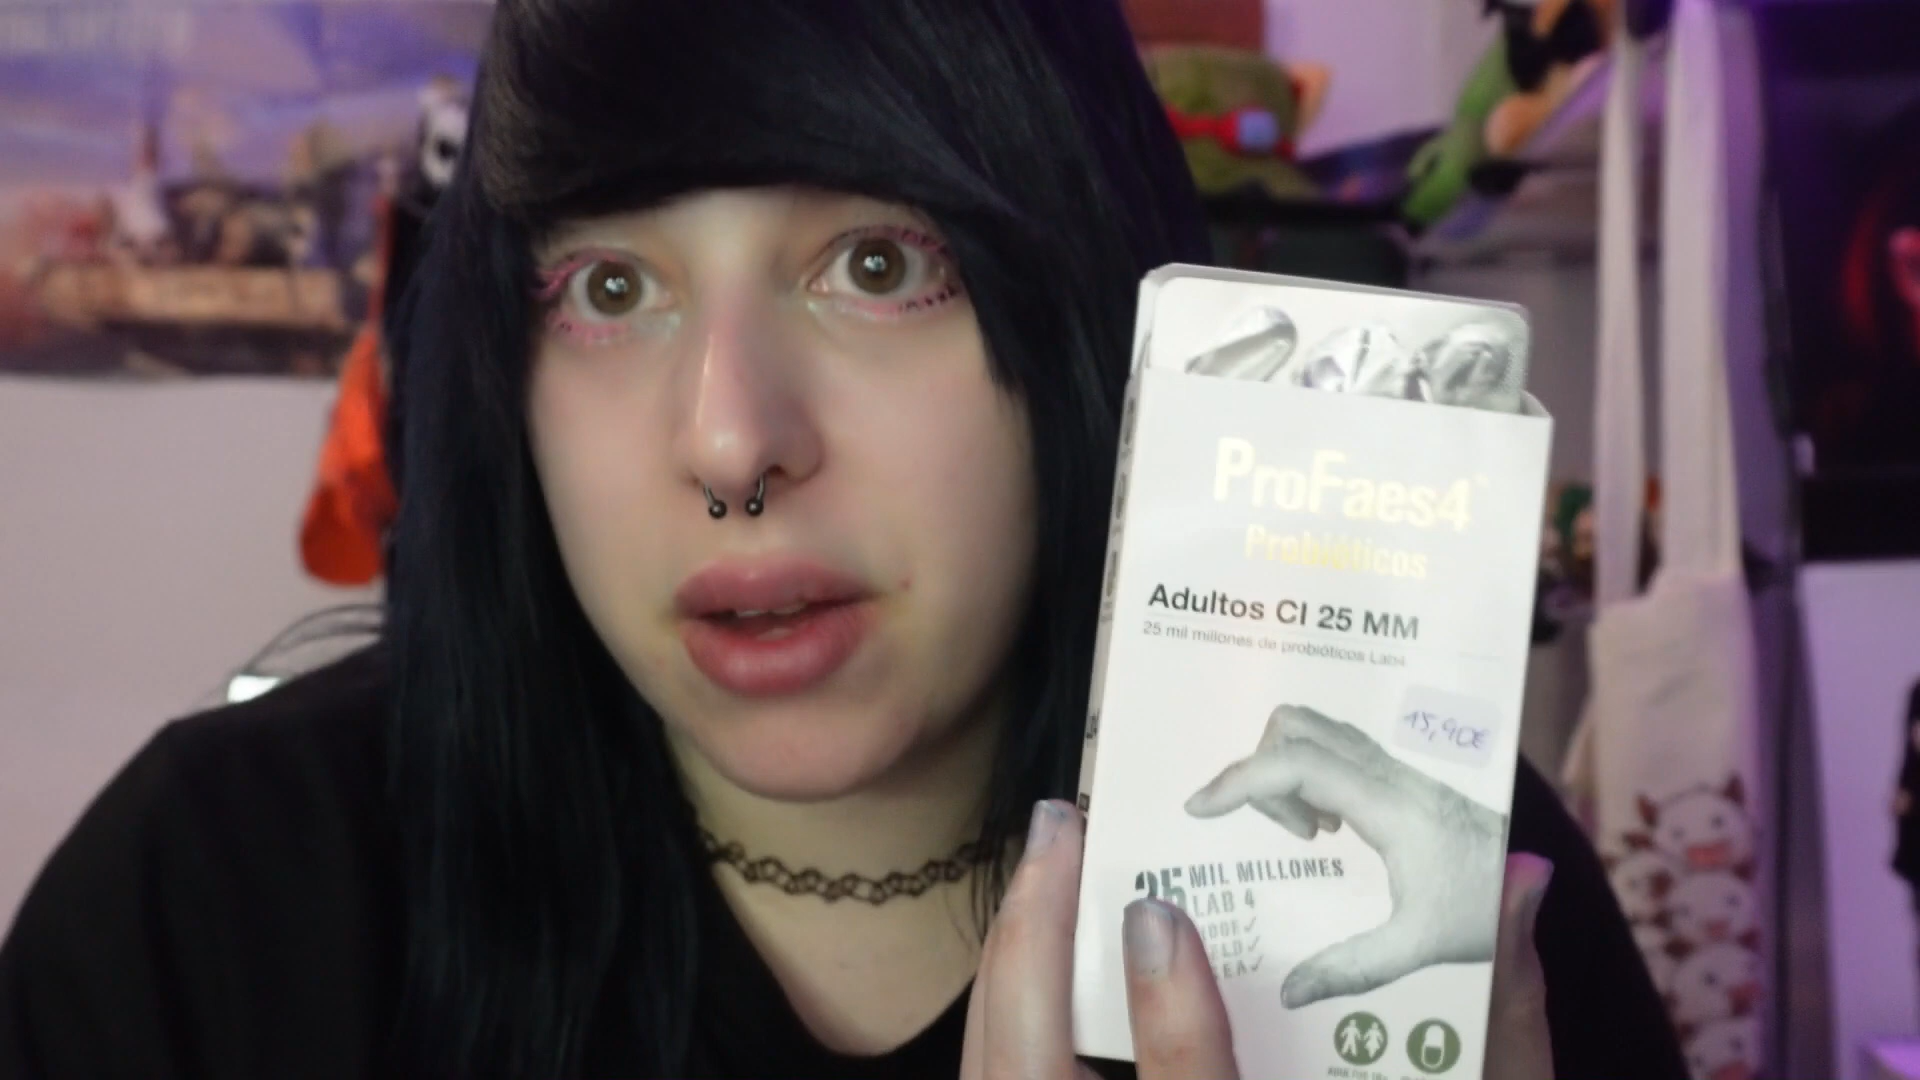 ProFaes4
Probióticos
Adultos CI 25 MM
25 mil millones de probióticos Lab4
15,90€
25 MIL MILLONES
LAB 4